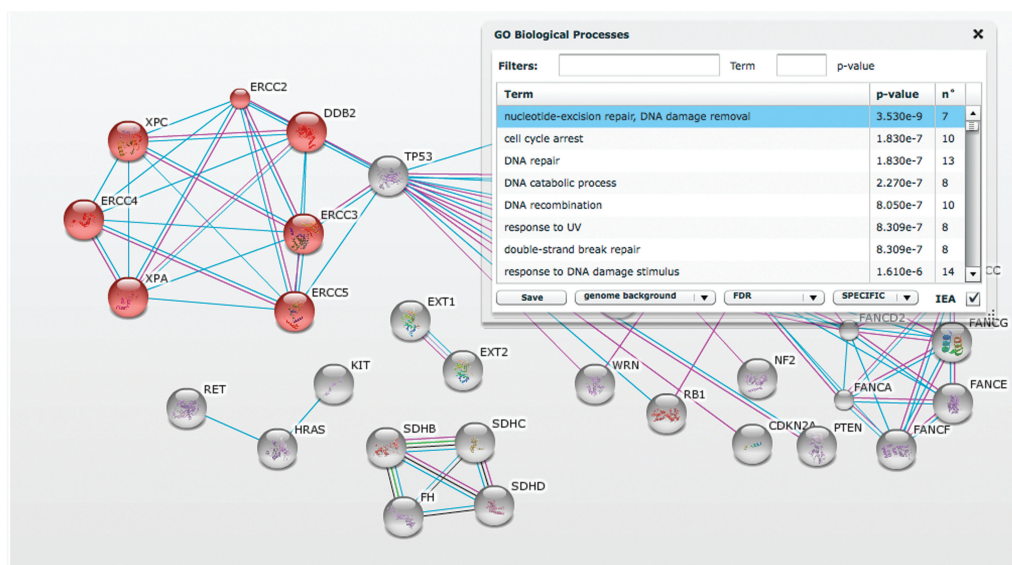 GO Biological Processes
Filters: Term p-value
Term p-value n°
nucleotide-excision repair, DNA damage removal 3.530e-9 7
cell cycle arrest 1.830e-7 10
DNA repair 1.830e-7 13
DNA catabolic process 2.270e-7 8
DNA recombination 8.050e-7 10
response to UV 8.309e-7 8
double-strand break repair 8.309e-7 8
response to DNA damage stimulus 1.610e-6 14
Save genome background FDR SPECIFIC IEA
ERCC2
DDB2
XPC
TP53
ERCC4
ERCC3
XPA
ERCC5
EXT1
EXT2
KIT
RET
HRAS
SDHB
SDHC
FH
SDHD
WRN
RB1
NF2
CDKN2A
PTEN
FANCD2
FANCG
FANCA
FANCE
FANCF